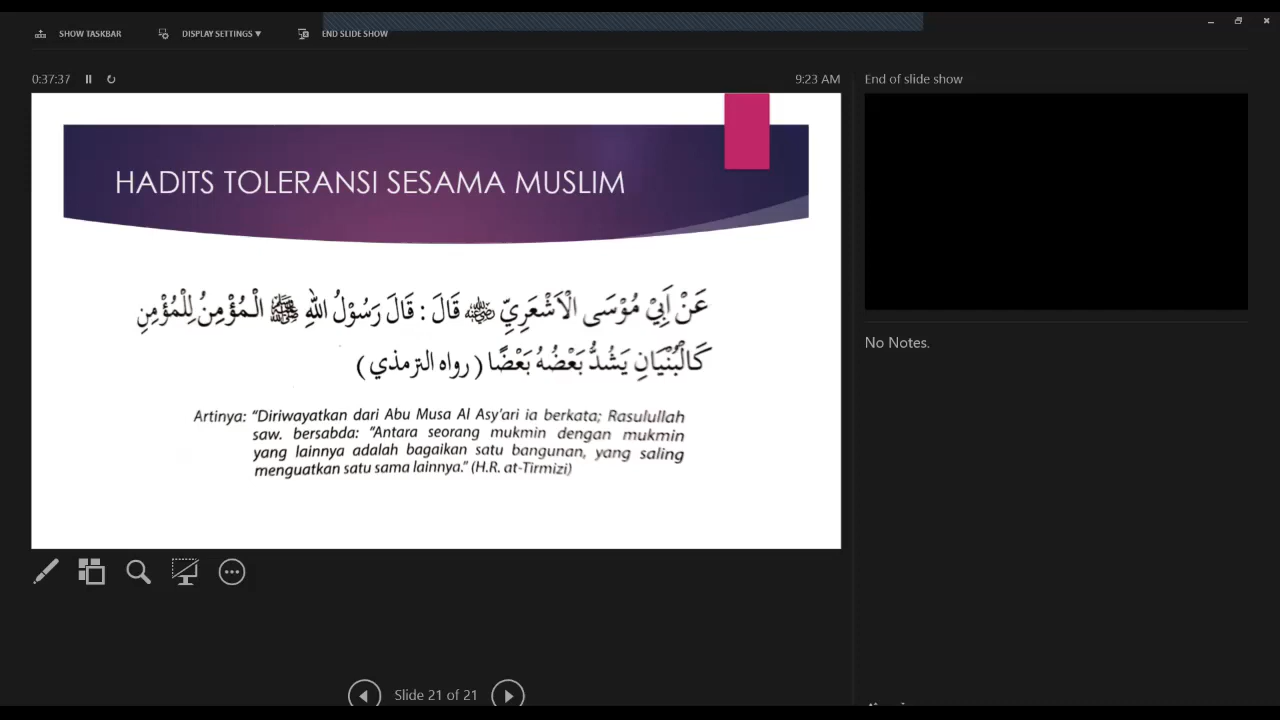 SHOW TASKBAR DISPLAY SETTINGS ▼ END SLIDE SHOW
0:37:37 9:23 AM
HADITS TOLERANSI SESAMA MUSLIM
عَنْ اَبِيْ مُوْسَى الْاَشْعَرِيِّ ﷺ قَالَ : قَالَ رَسُوْلُ اللهِ ﷺ الْمُؤْمِنُ لِلْمُؤْمِنِ
كَالْبُنْيَانِ يَشُدُّ بَعْضُهُ بَعْضًا (رواه الترمذي)
Artinya: "Diriwayatkan dari Abu Musa Al Asy'ari ia berkata; Rasulullah
saw. bersabda: "Antara seorang mukmin dengan mukmin
yang lainnya adalah bagaikan satu bangunan, yang saling
menguatkan satu sama lainnya." (H.R. at-Tirmizi)
Slide 21 of 21
End of slide show
No Notes.